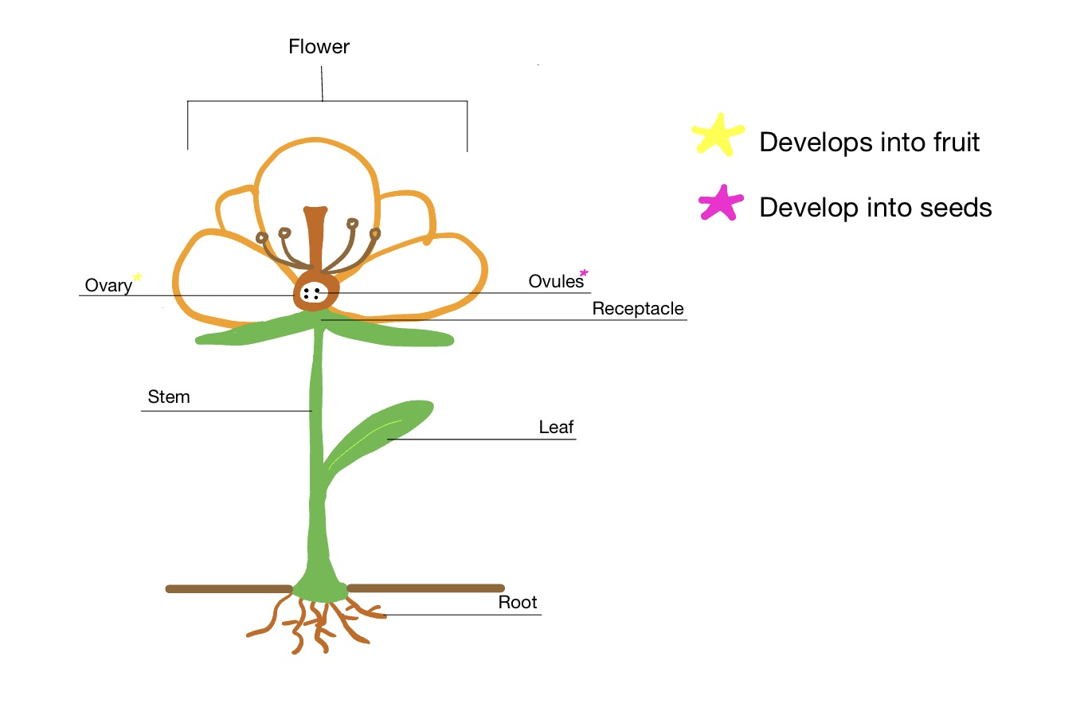 Flower
Develops into fruit
Develop into seeds
Ovary
Ovules
Receptacle
Stem
Leaf
Root